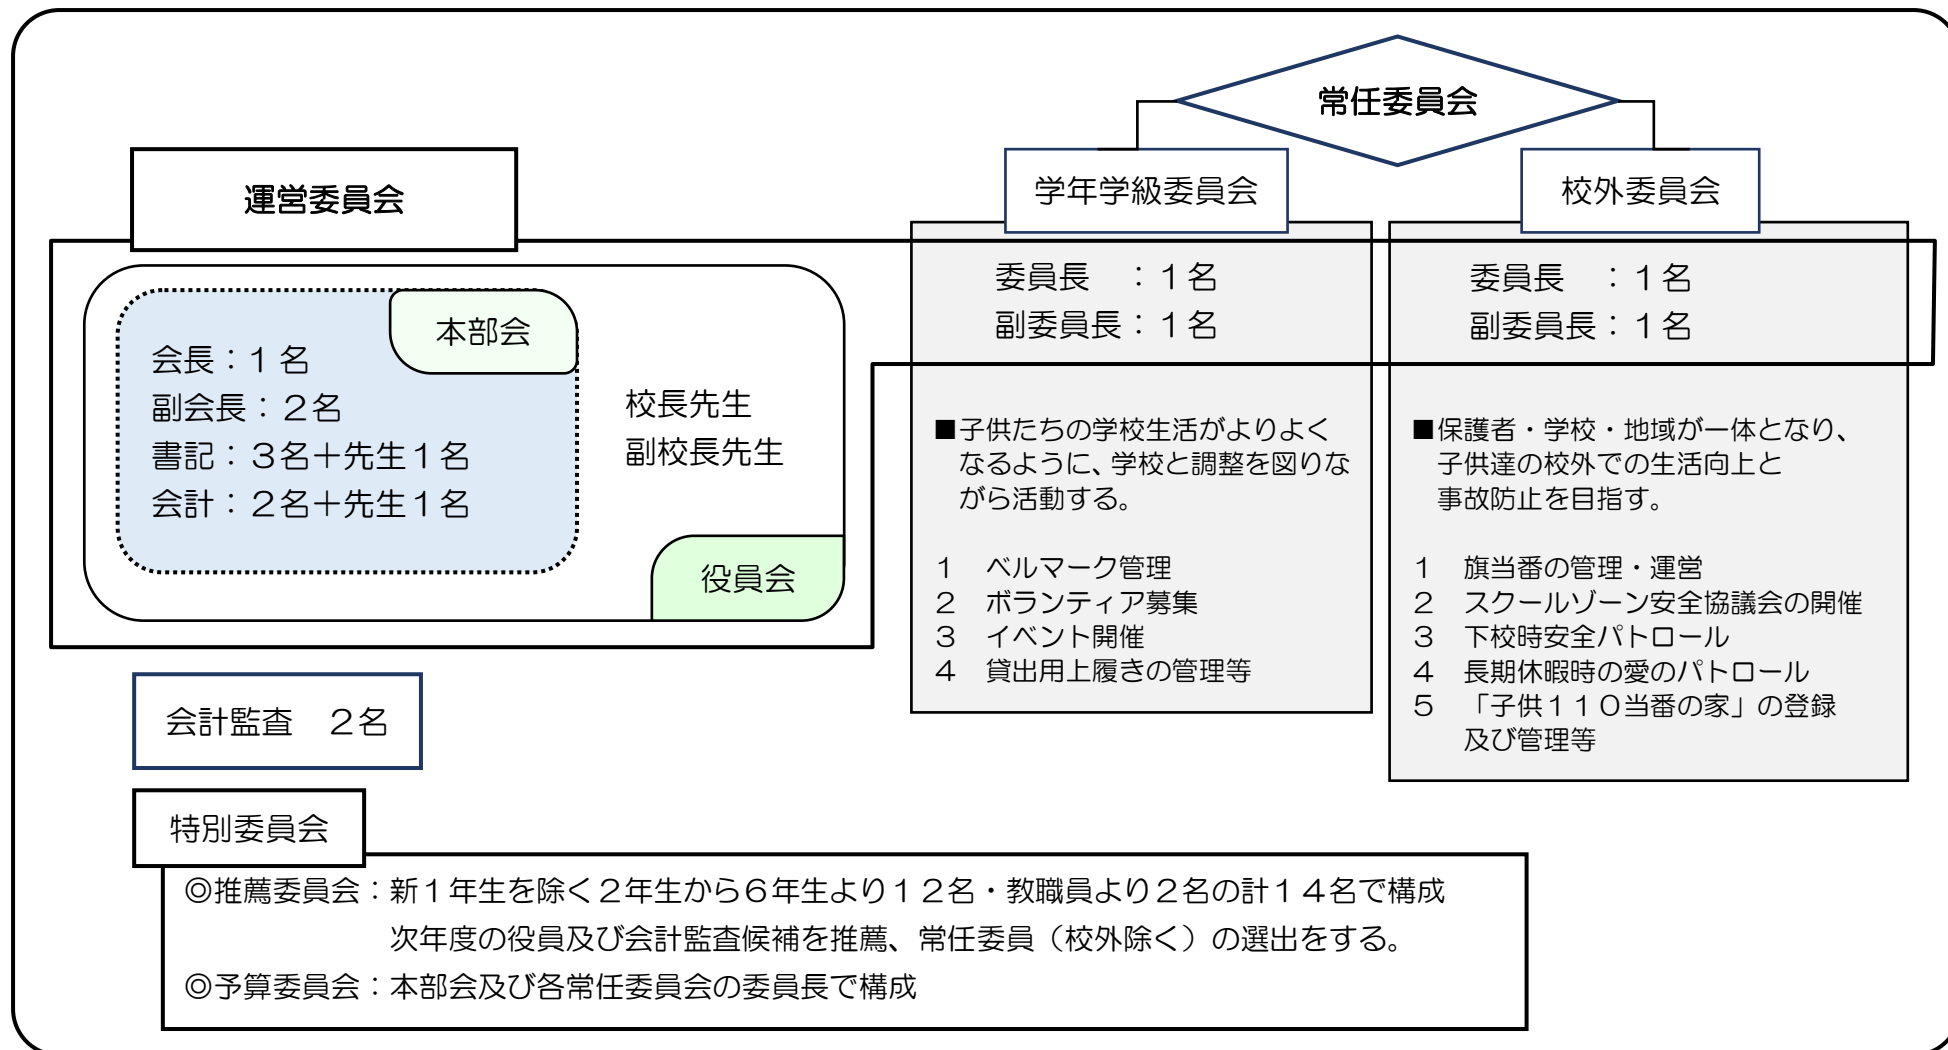 常任委員会
運営委員会
本部会
会長：１名
副会長：２名
書記：３名＋先生１名
会計：２名＋先生１名
校長先生
副校長先生
役員会
学年学級委員会
委員長　：１名
副委員長：１名
■子供たちの学校生活がよりよく
なるように、学校と調整を図りな
がら活動する。
１　ベルマーク管理
２　ボランティア募集
３　イベント開催
４　貸出用上履きの管理等
校外委員会
委員長　：１名
副委員長：１名
■保護者・学校・地域が一体となり、
子供達の校外での生活向上と
事故防止を目指す。
１　旗当番の管理・運営
２　スクールゾーン安全協議会の開催
３　下校時安全パトロール
４　長期休暇時の愛のパトロール
５　「子供１１０当番の家」の登録
及び管理等
会計監査　２名
特別委員会
◎推薦委員会：新１年生を除く２年生から６年生より１２名・教職員より２名の計１４名で構成
次年度の役員及び会計監査候補を推薦、常任委員（校外除く）の選出をする。
◎予算委員会：本部会及び各常任委員会の委員長で構成